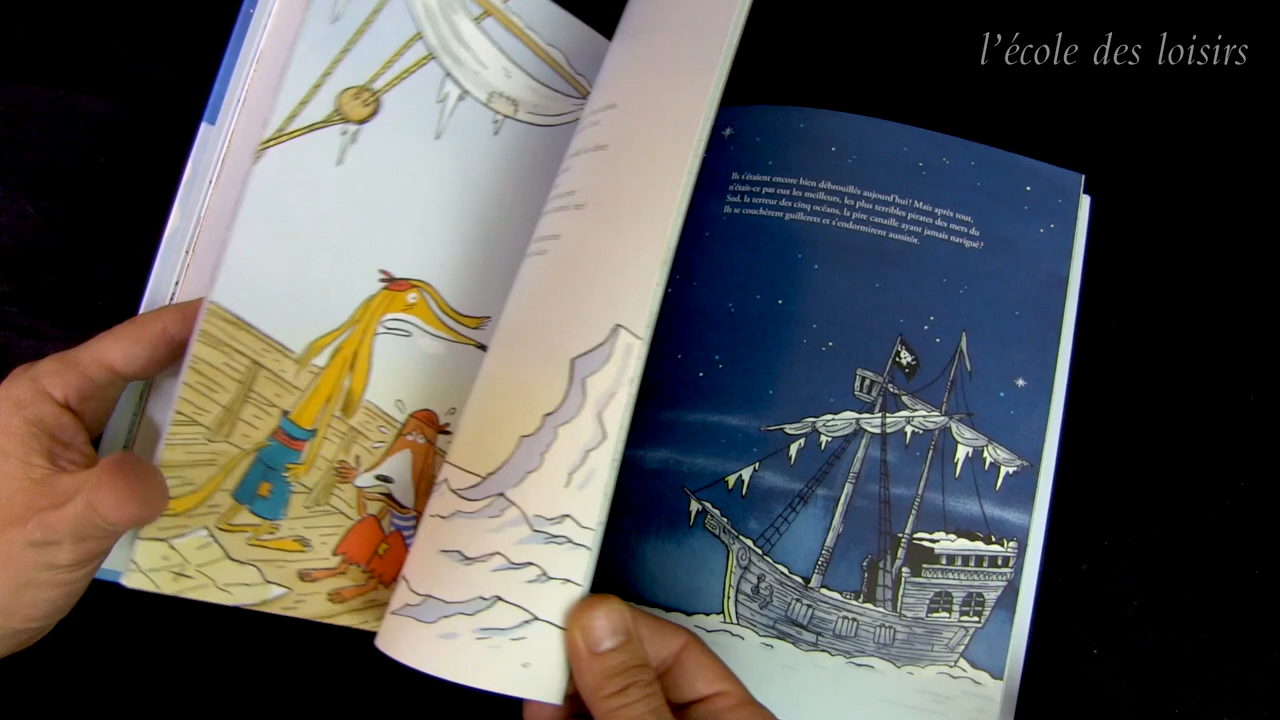 l'école des loisirs
Ils s'étaient encore bien débrouillés aujourd'hui! Mais après tout,
n'était-ce pas eux les meilleurs, les plus terribles pirates des mers du
Sud, la terreur des cinq océans, la pire canaille ayant jamais navigué?
Ils se couchèrent guillerets et s'endormirent aussitôt.